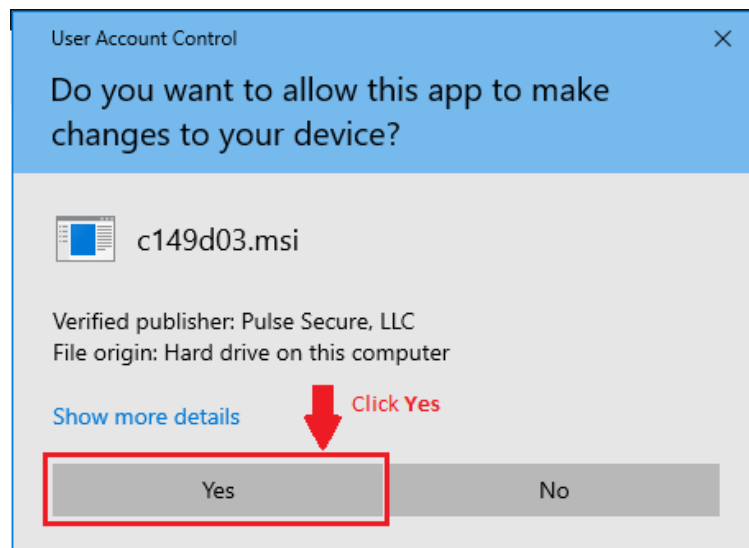 User Account Control
Do you want to allow this app to make
changes to your device?
c149d03.msi
Verified publisher: Pulse Secure, LLC
File origin: Hard drive on this computer
Show more details
Click Yes
Yes
No